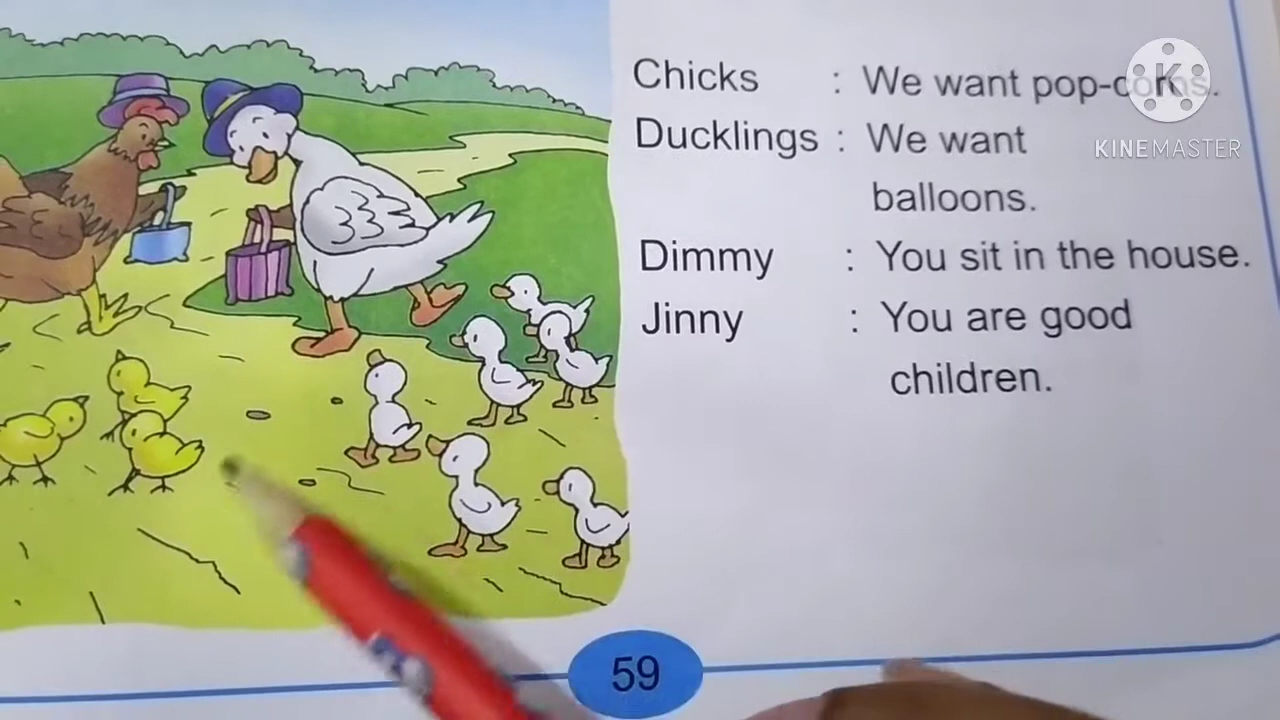 Chicks : We want pop-corns.
Ducklings : We want
balloons.
Dimmy : You sit in the house.
Jinny : You are good
children.
59
KINEMASTER